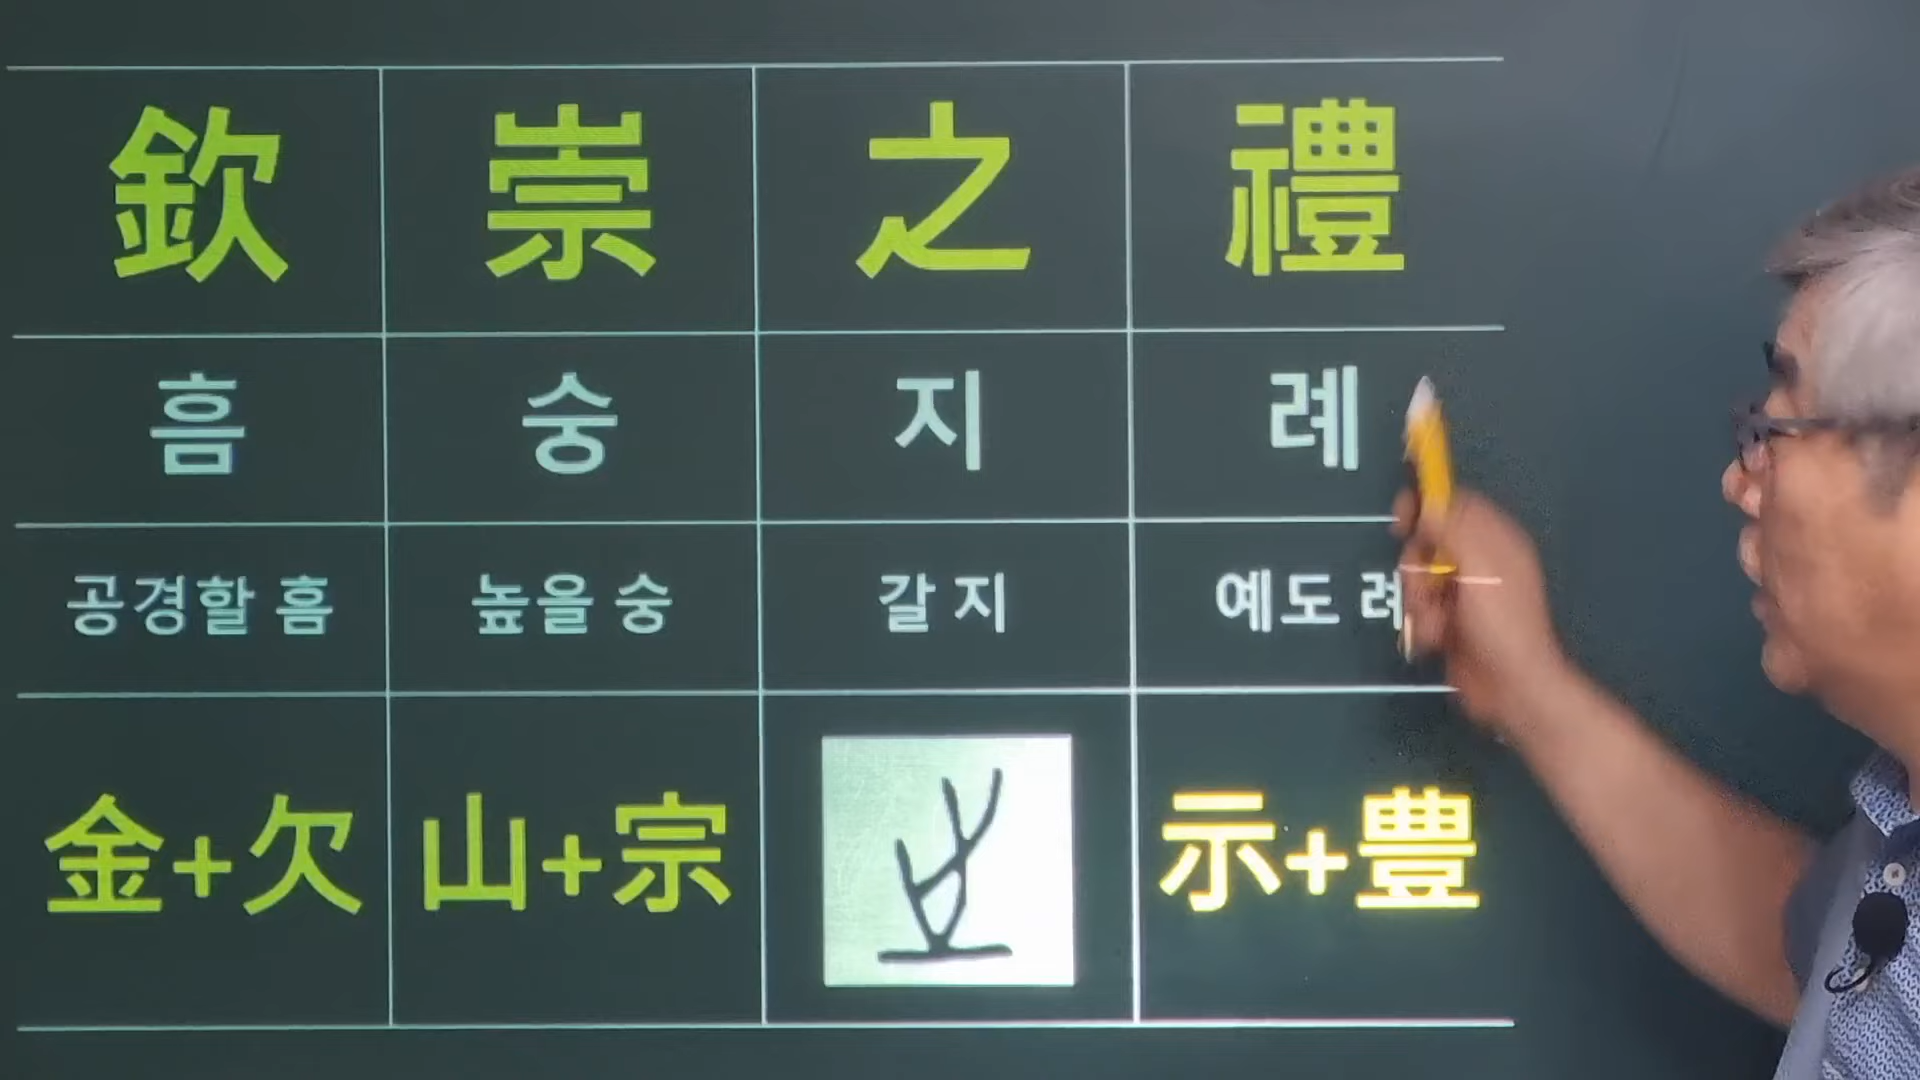 欽 崇 之 禮
흠 숭 지 례
공경할 흠 높을 숭 갈 지 예도 례
金+欠 山+宗 示+豊